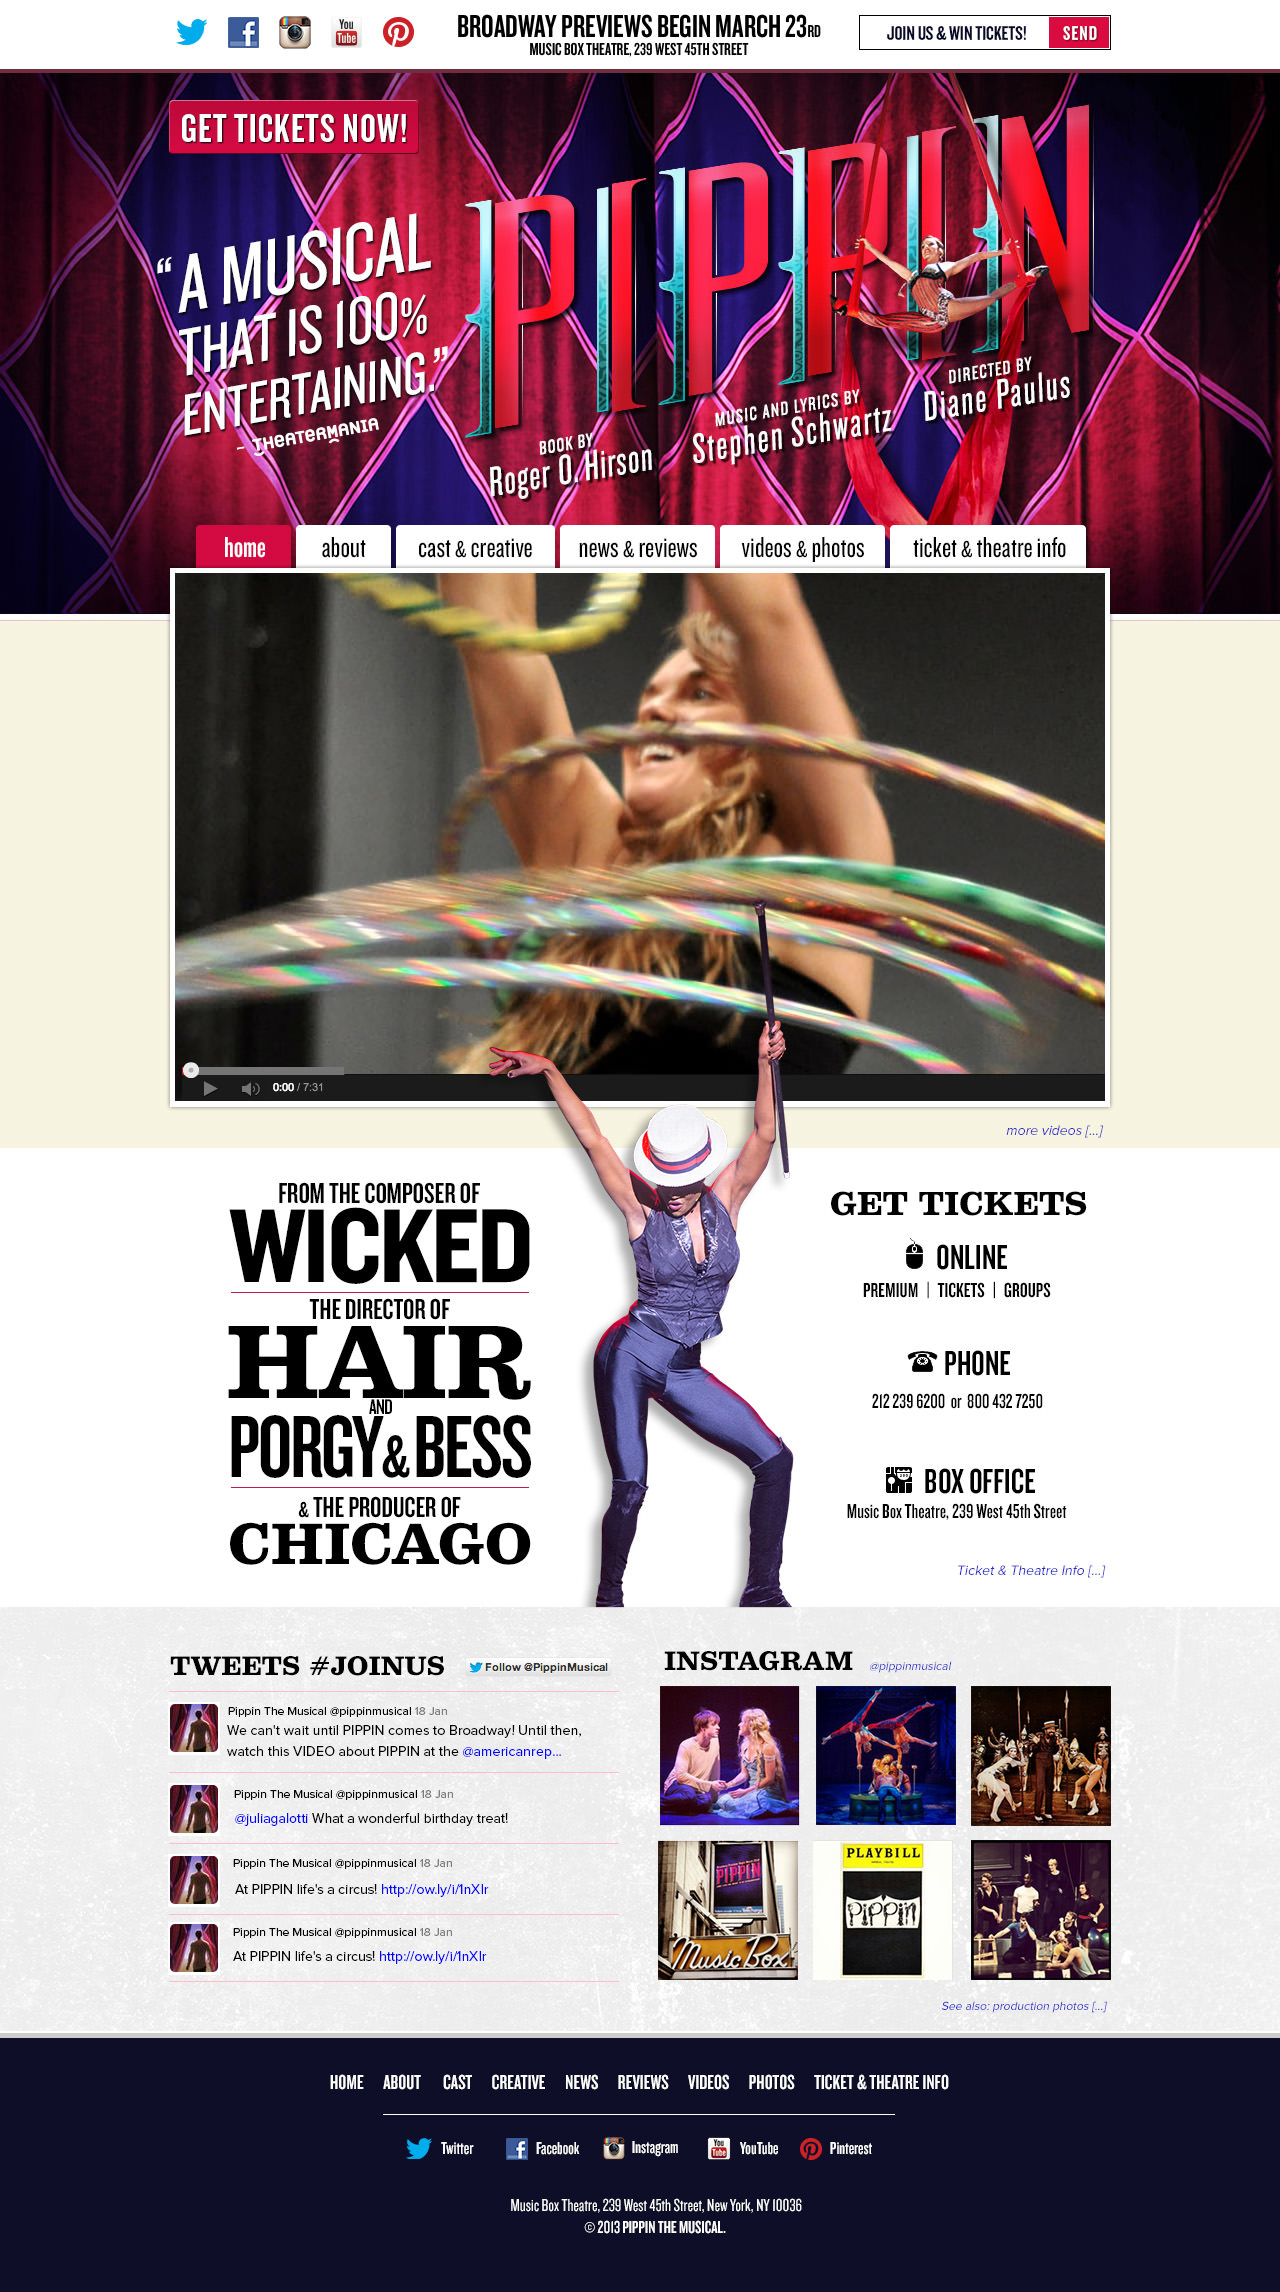 You
Tube
BROADWAY PREVIEWS BEGIN MARCH 23RD
MUSIC BOX THEATRE, 239 WEST 45TH STREET
JOIN US & WIN TICKETS!
SEND
GET TICKETS NOW!
PIPPIN
“A MUSICAL
THAT IS 100%
ENTERTAINING.”
- THEATERMANIA
BOOK BY
Roger O. Hirson
MUSIC AND LYRICS BY
Stephen Schwartz
DIRECTED BY
Diane Paulus
home
about
cast & creative
news & reviews
videos & photos
ticket & theatre info
0:00 / 7:31
more videos [...]
FROM THE COMPOSER OF
WICKED
THE DIRECTOR OF
HAIR
AND
PORGY & BESS
& THE PRODUCER OF
CHICAGO
GET TICKETS
ONLINE
PREMIUM | TICKETS | GROUPS
PHONE
212 239 6200 or 800 432 7250
BOX OFFICE
Music Box Theatre, 239 West 45th Street
Ticket & Theatre Info [...]
TWEETS #JOINUS
Follow @PippinMusical
Pippin The Musical @pippinmusical 18 Jan
We can't wait until PIPPIN comes to Broadway! Until then,
watch this VIDEO about PIPPIN at the @americanrep...
Pippin The Musical @pippinmusical 18 Jan
@juliagalotti What a wonderful birthday treat!
Pippin The Musical @pippinmusical 18 Jan
At PIPPIN life's a circus! http://ow.ly/i/1nXIr
Pippin The Musical @pippinmusical 18 Jan
At PIPPIN life's a circus! http://ow.ly/i/1nXIr
INSTAGRAM
@pippinmusical
PIPPIN
Music Box
PLAYBILL
PIPPIN
See also: production photos [...]
HOME ABOUT CAST CREATIVE NEWS REVIEWS VIDEOS PHOTOS TICKET & THEATRE INFO
Twitter
Facebook
Instagram
You
Tube
YouTube
Pinterest
Music Box Theatre, 239 West 45th Street, New York, NY 10036
© 2013 PIPPIN THE MUSICAL.